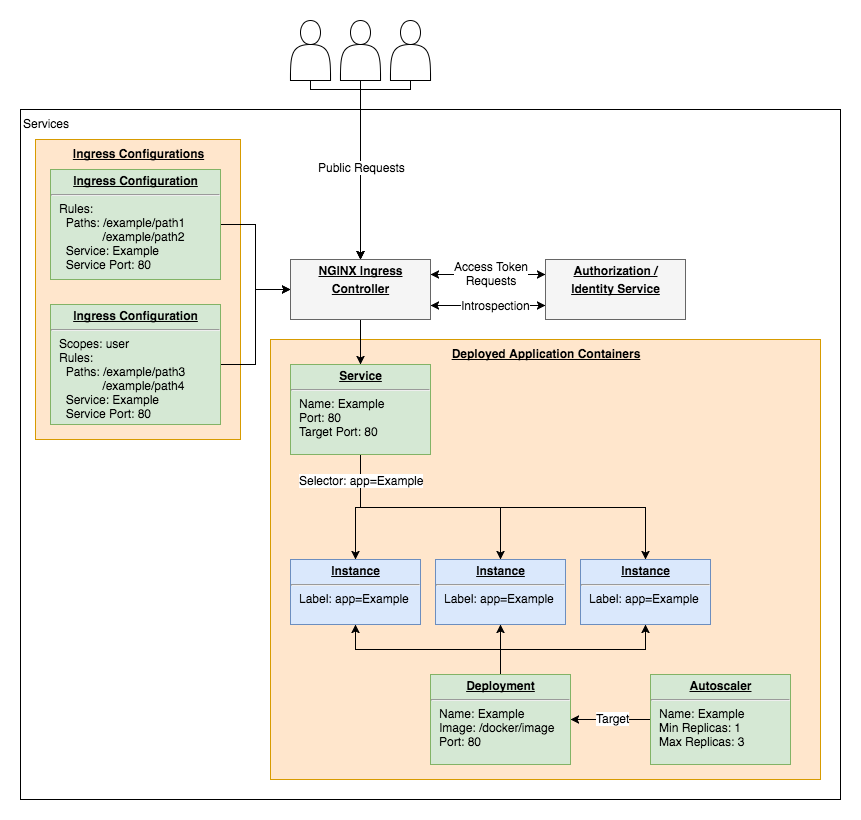 Services
Ingress Configurations
Ingress Configuration
Rules:
Paths: /example/path1
/example/path2
Service: Example
Service Port: 80
Ingress Configuration
Scopes: user
Rules:
Paths: /example/path3
/example/path4
Service: Example
Service Port: 80
Public Requests
NGINX Ingress
Controller
Access Token
Requests
Introspection
Authorization /
Identity Service
Deployed Application Containers
Service
Name: Example
Port: 80
Target Port: 80
Selector: app=Example
Instance
Label: app=Example
Instance
Label: app=Example
Instance
Label: app=Example
Deployment
Name: Example
Image: /docker/image
Port: 80
Target
Autoscaler
Name: Example
Min Replicas: 1
Max Replicas: 3